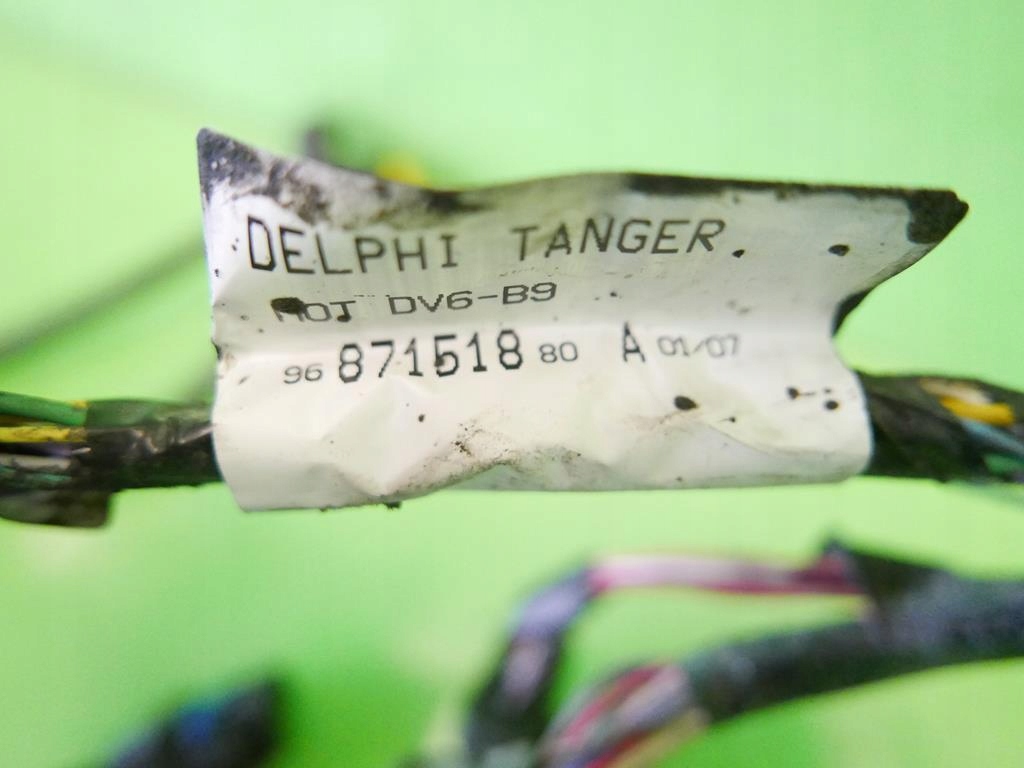 DELPHI TANGER
MOT DV6-B9
96 871518 80 A 01/07